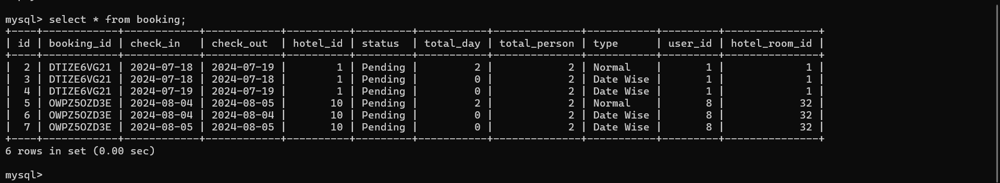 mysql> select * from booking;
+----+------------+------------+------------+----------+---------+-----------+--------------+-----------+---------+---------------+
| id | booking_id | check_in   | check_out  | hotel_id | status  | total_day | total_person | type      | user_id | hotel_room_id |
+----+------------+------------+------------+----------+---------+-----------+--------------+-----------+---------+---------------+
|  2 | DTIZE6VG21 | 2024-07-18 | 2024-07-19 |        1 | Pending |         2 |            2 | Normal    |       1 |             1 |
|  3 | DTIZE6VG21 | 2024-07-18 | 2024-07-18 |        1 | Pending |         0 |            2 | Date Wise |       1 |             1 |
|  4 | DTIZE6VG21 | 2024-07-19 | 2024-07-19 |        1 | Pending |         0 |            2 | Date Wise |       1 |             1 |
|  5 | OWPZ5OZD3E | 2024-08-04 | 2024-08-05 |       10 | Pending |         2 |            2 | Normal    |       8 |            32 |
|  6 | OWPZ5OZD3E | 2024-08-04 | 2024-08-04 |       10 | Pending |         0 |            2 | Date Wise |       8 |            32 |
|  7 | OWPZ5OZD3E | 2024-08-05 | 2024-08-05 |       10 | Pending |         0 |            2 | Date Wise |       8 |            32 |
+----+------------+------------+------------+----------+---------+-----------+--------------+-----------+---------+---------------+
6 rows in set (0.00 sec)
mysql>